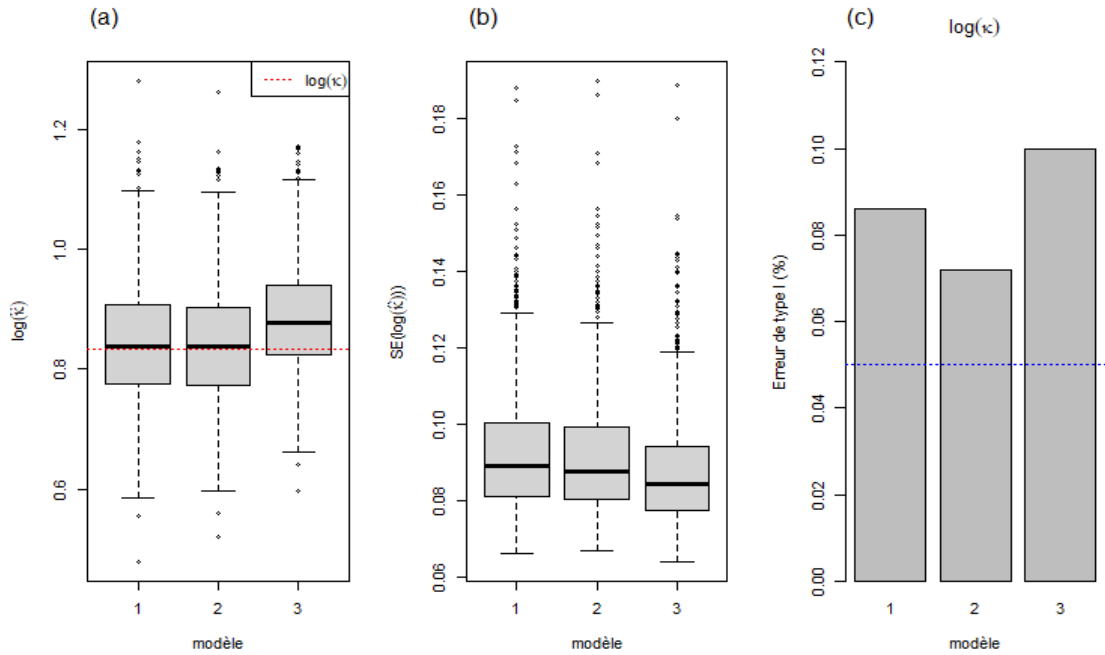 (a)
log(κ)
1.2
1.0
0.8
0.6
log(κ̂)
1
2
3
modèle
(b)
0.18
0.16
0.14
0.12
0.10
0.08
0.06
SE(log(κ̂)))
1
2
3
modèle
(c)
log(κ)
0.12
0.10
0.08
0.06
0.04
0.02
0.00
Erreur de type I (%)
1
2
3
modèle